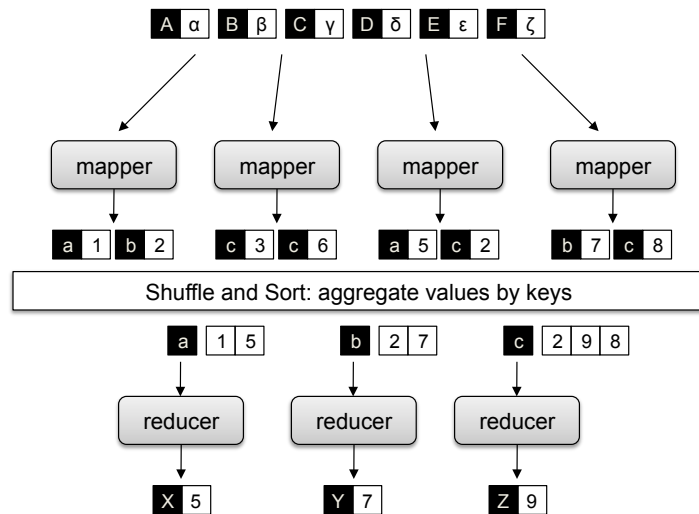 A α B β C γ D δ E ε F ζ
mapper mapper mapper mapper
a 1 b 2 c 3 c 6 a 5 c 2 b 7 c 8
Shuffle and Sort: aggregate values by keys
a 1 5 b 2 7 c 2 9 8
reducer reducer reducer
X 5 Y 7 Z 9